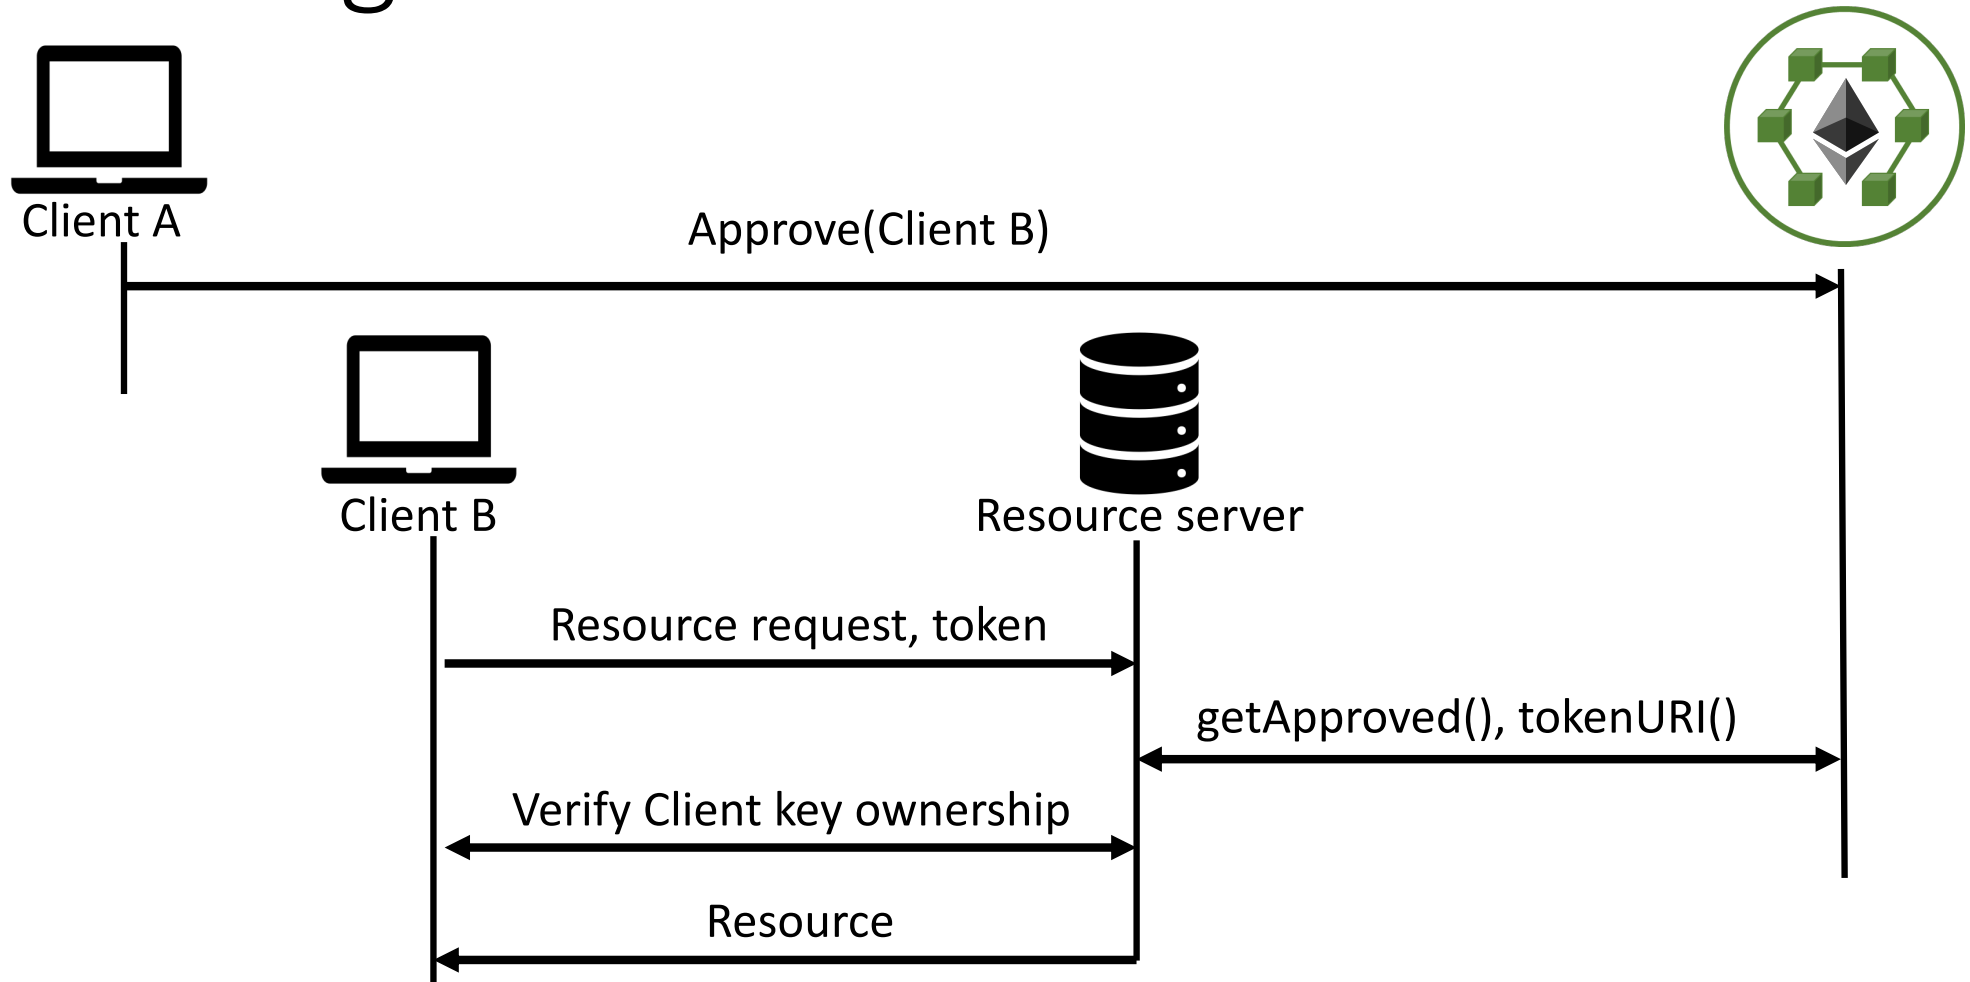 Client A
Approve(Client B)
Client B
Resource server
Resource request, token
getApproved(), tokenURI()
Verify Client key ownership
Resource